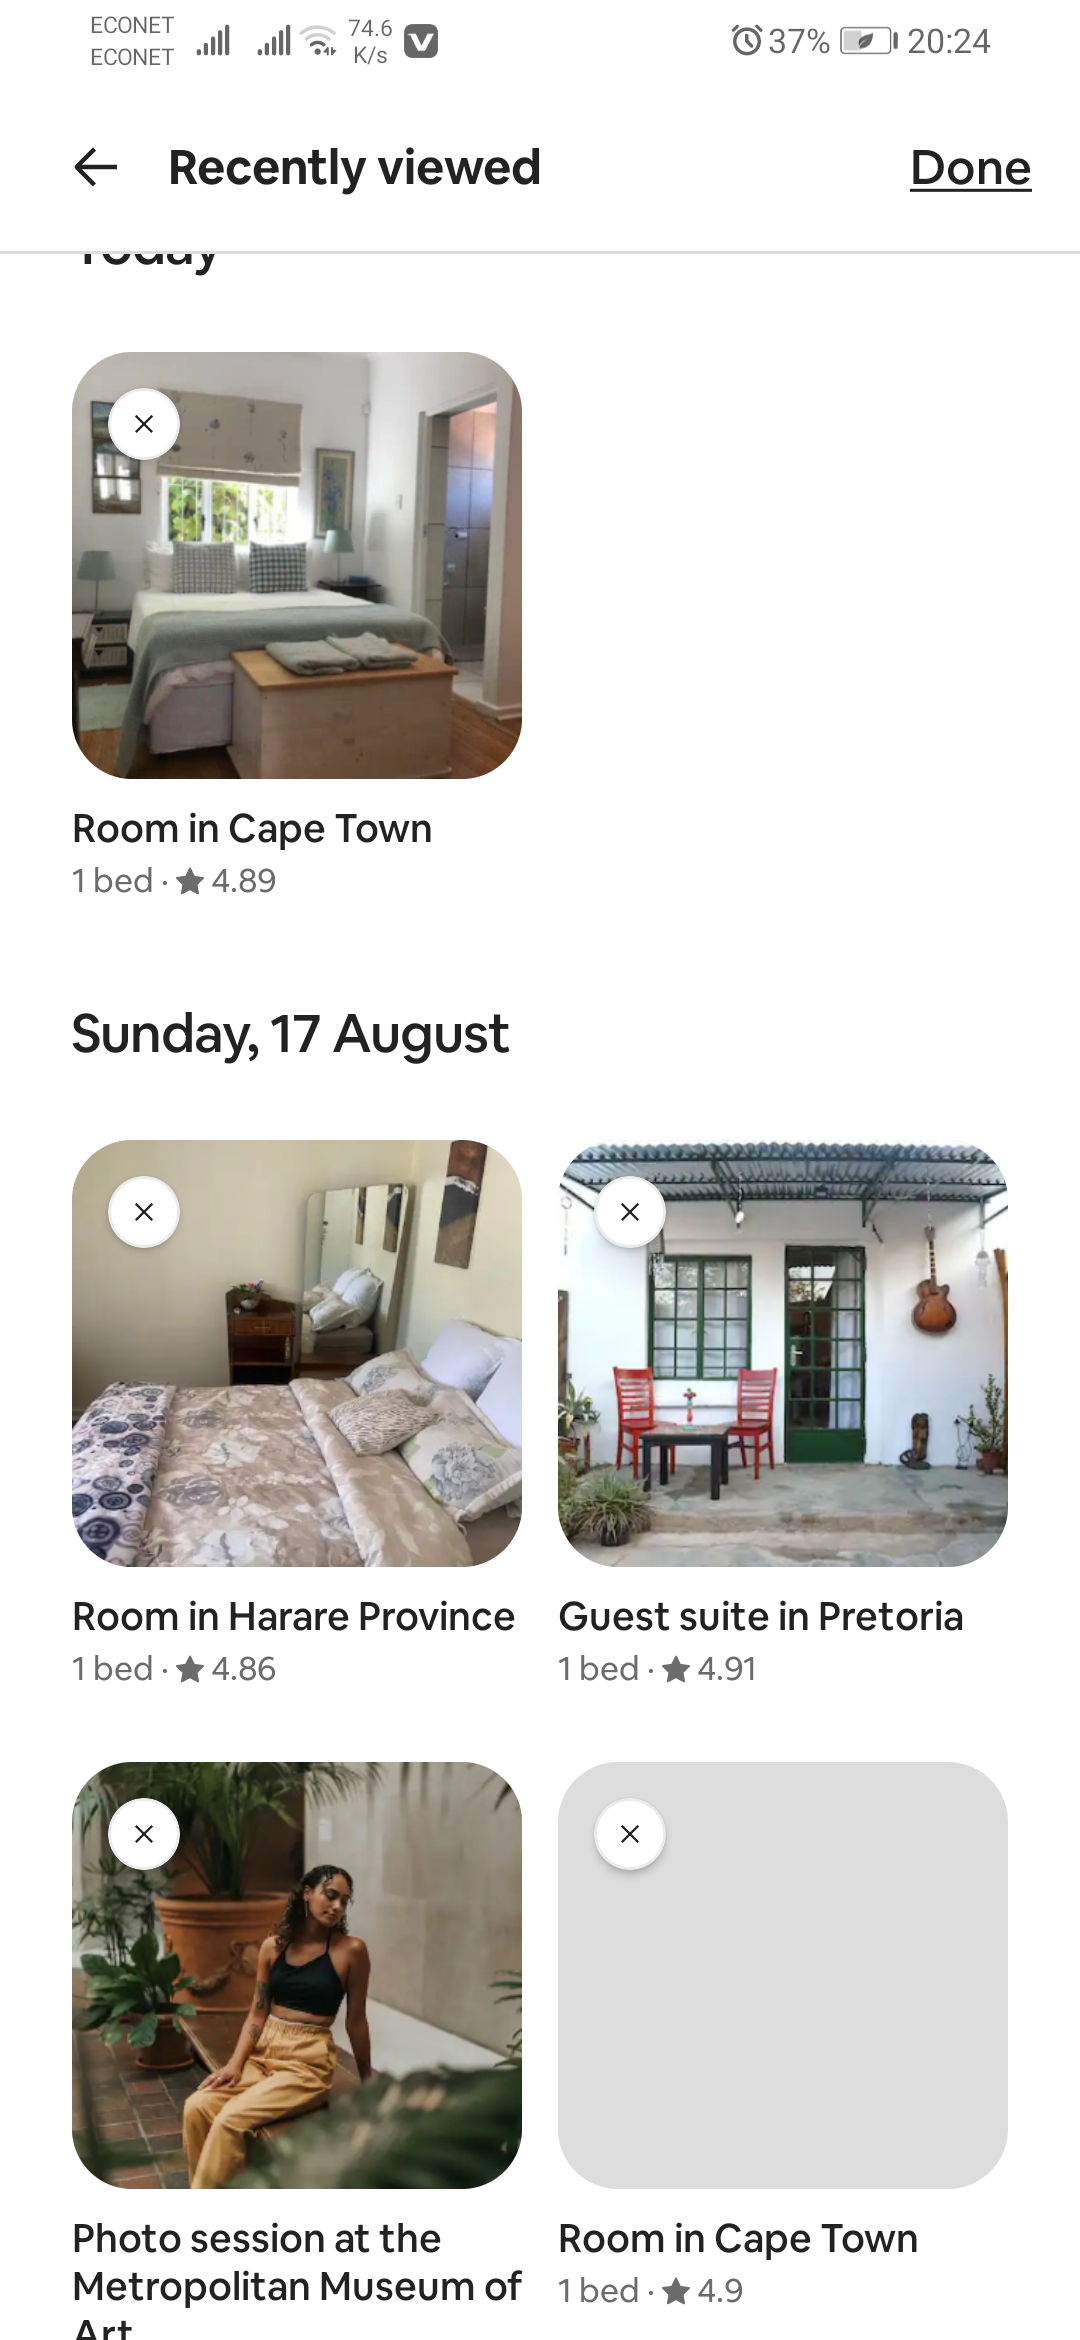 ECONET
ECONET
74.6
K/s
37%
20:24
Recently viewed
Done
Today
Room in Cape Town
1 bed · ★ 4.89
Sunday, 17 August
Room in Harare Province
1 bed · ★ 4.86
Guest suite in Pretoria
1 bed · ★ 4.91
Photo session at the
Metropolitan Museum of
Art
Room in Cape Town
1 bed · ★ 4.9